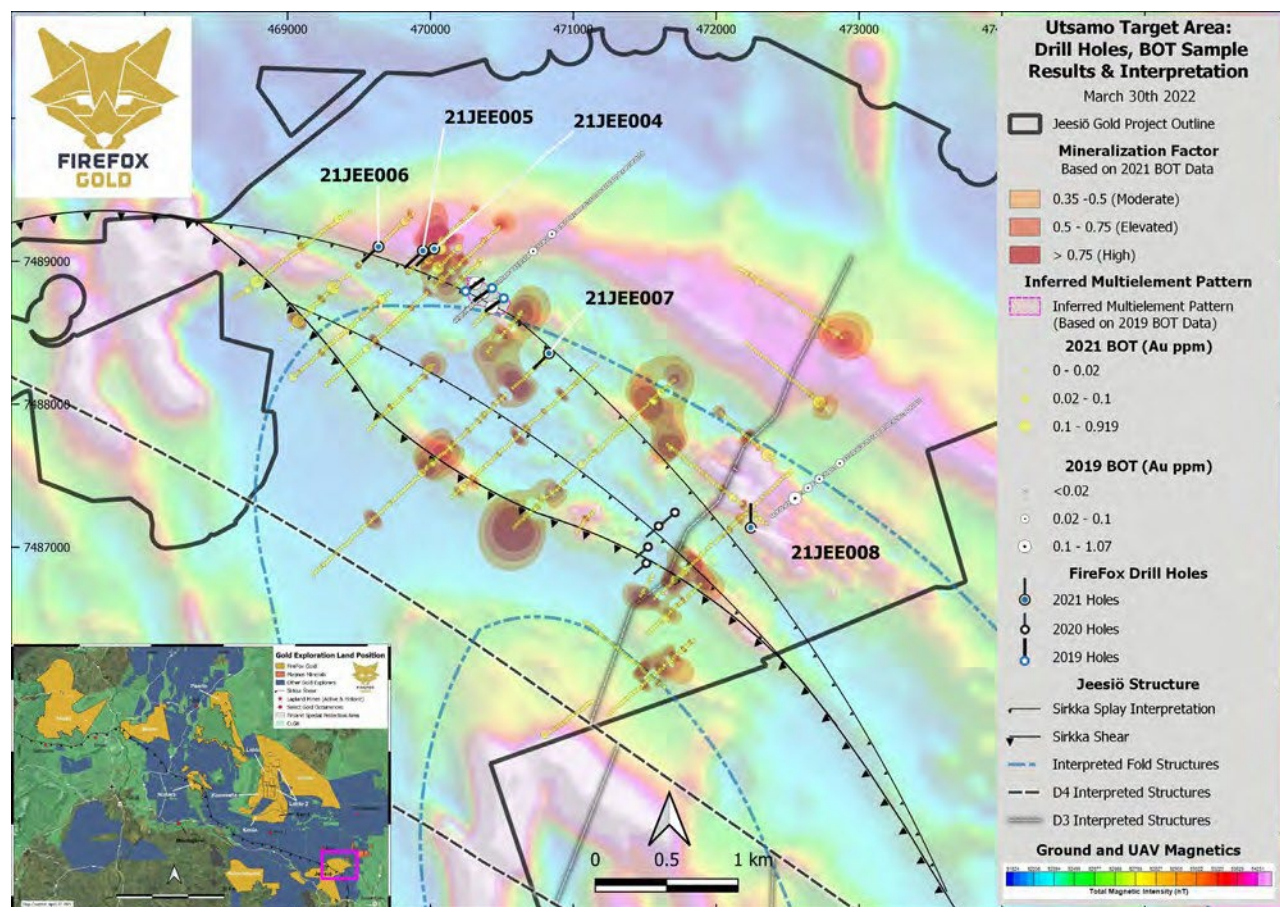 FIREFOX
GOLD
469000
470000
471000
472000
473000
7489000
7488000
7487000
21JEE005
21JEE004
21JEE006
21JEE007
21JEE008
0 0.5 1 km
Utsamo Target Area:
Drill Holes, BOT Sample
Results & Interpretation
March 30th 2022
Jeesiö Gold Project Outline
Mineralization Factor
Based on 2021 BOT Data
0.35 -0.5 (Moderate)
0.5 - 0.75 (Elevated)
> 0.75 (High)
Inferred Multielement Pattern
Inferred Multielement Pattern
(Based on 2019 BOT Data)
2021 BOT (Au ppm)
0 - 0.02
0.02 - 0.1
0.1 - 0.919
2019 BOT (Au ppm)
<0.02
0.02 - 0.1
0.1 - 1.07
FireFox Drill Holes
2021 Holes
2020 Holes
2019 Holes
Jeesiö Structure
Sirkka Splay Interpretation
Sirkka Shear
Interpreted Fold Structures
D4 Interpreted Structures
D3 Interpreted Structures
Ground and UAV Magnetics
Total Magnetic Intensity (nT)
Gold Exploration Land Position
FireFox Gold
Other Gold Explorers
Sirkka Shear